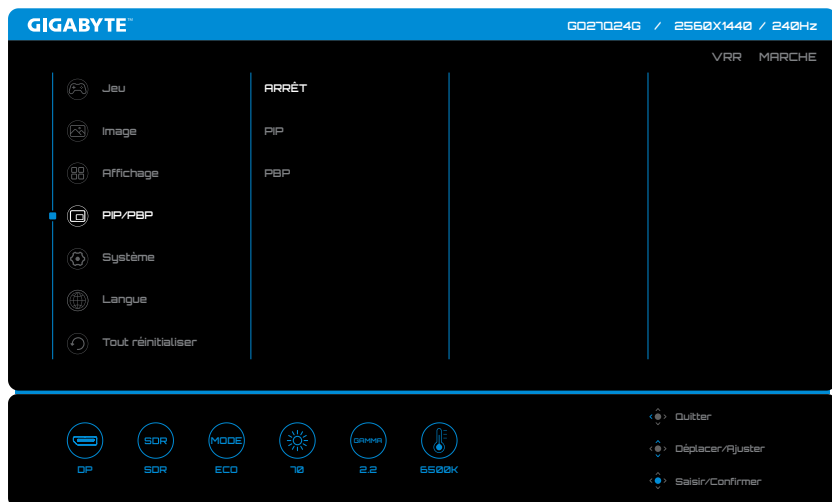 GIGABYTE™
GO27Q24G / 2560X1440 / 240Hz
VRR MARCHE
Jeu
Image
Affichage
PIP/PBP
Système
Langue
Tout réinitialiser
ARRÊT
PIP
PBP
SDR
MODE
GAMMA
DP
SDR
ECO
70
2.2
6500K
Quitter
Déplacer/Ajuster
Saisir/Confirmer